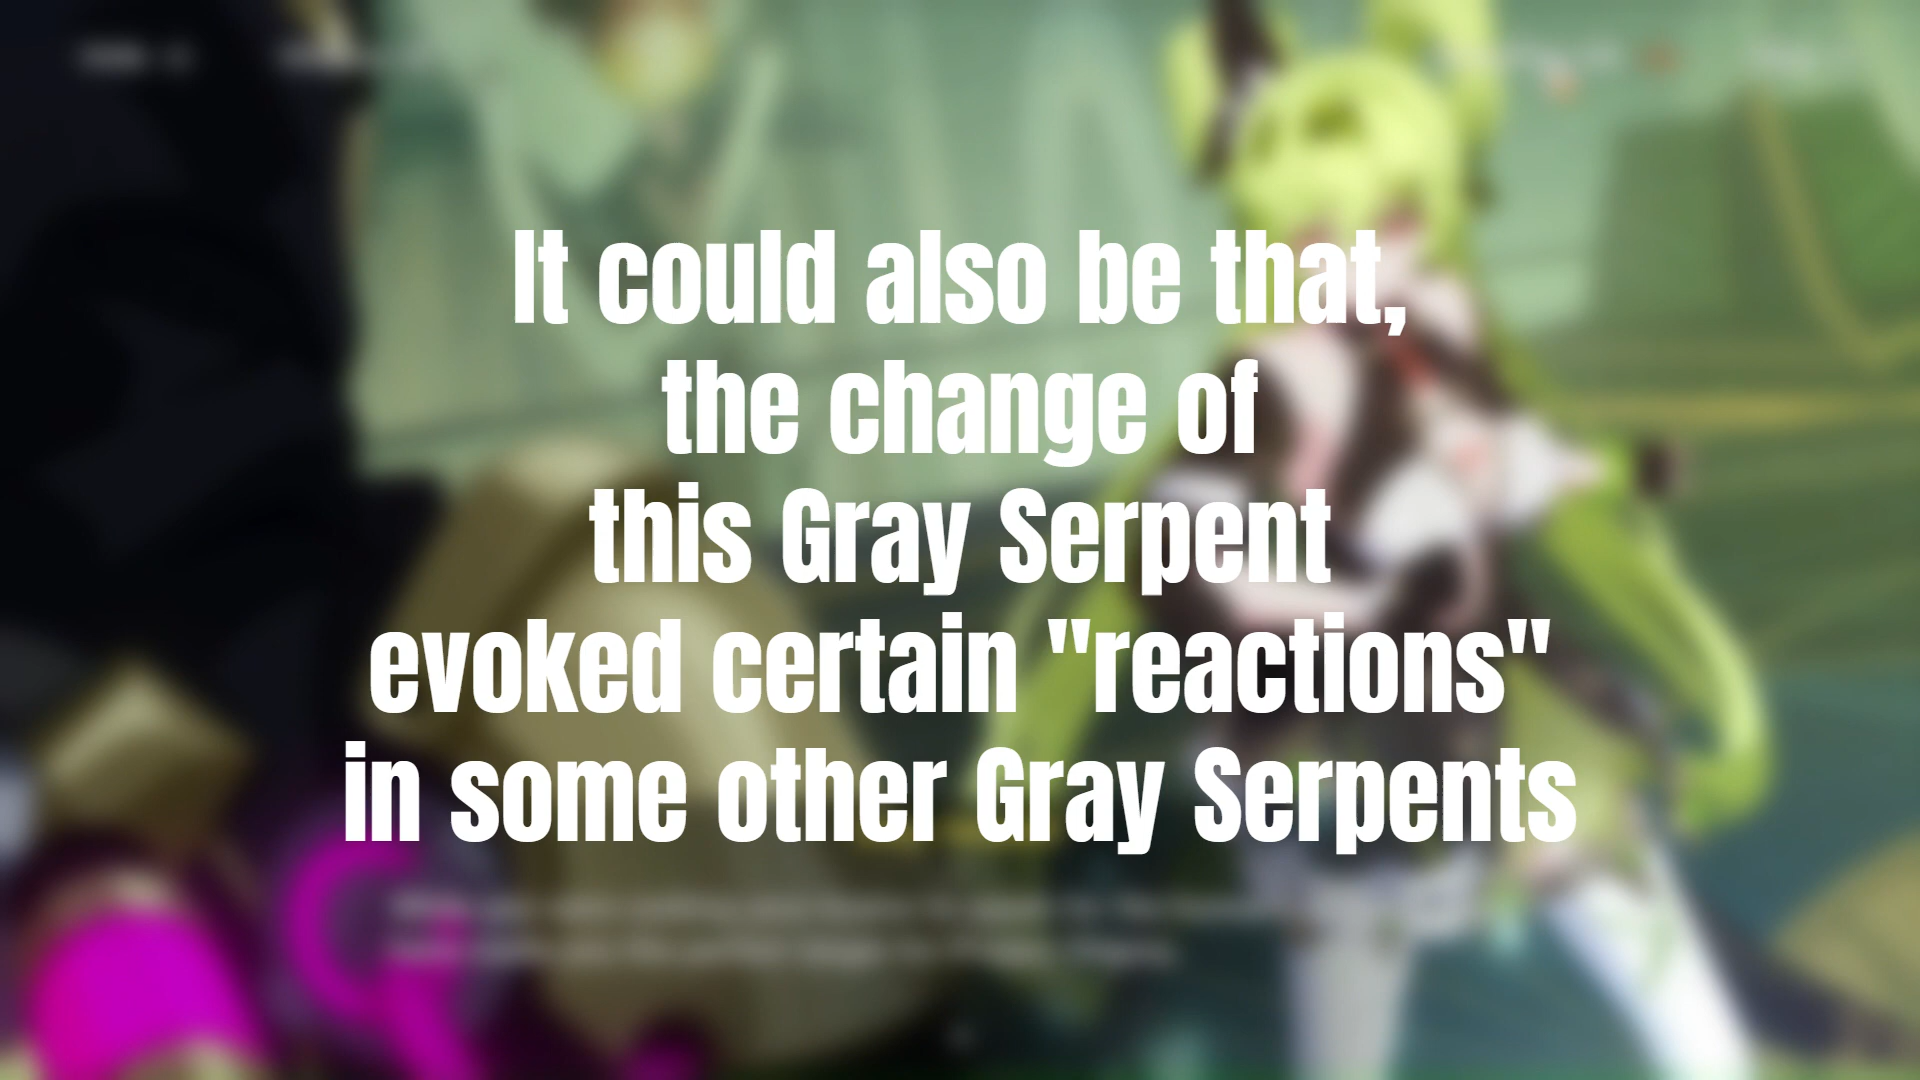 It could also be that,
the change of
this Gray Serpent
evoked certain "reactions"
in some other Gray Serpents